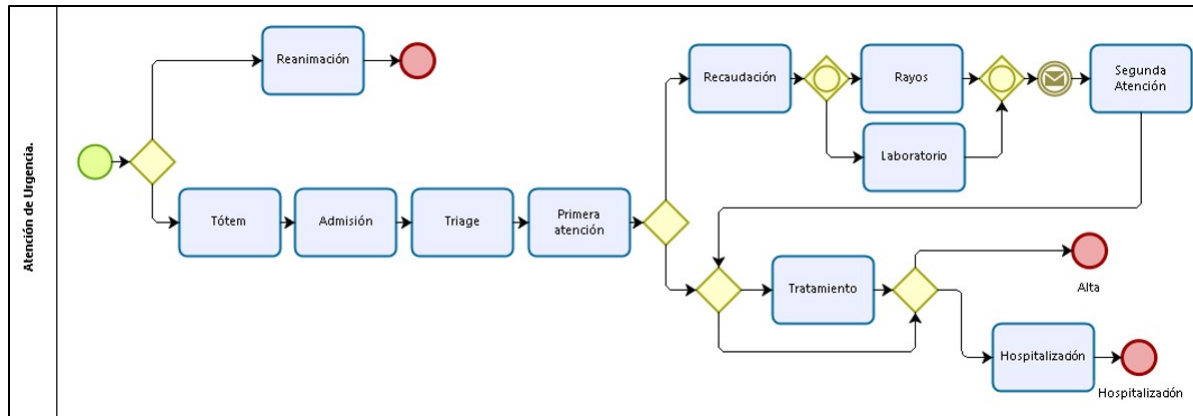 Atención de Urgencia.
Reanimación
Recaudación
Rayos
Segunda
Atención
Laboratorio
Tótem
Admisión
Triage
Primera
atención
Tratamiento
Alta
Hospitalización
Hospitalización